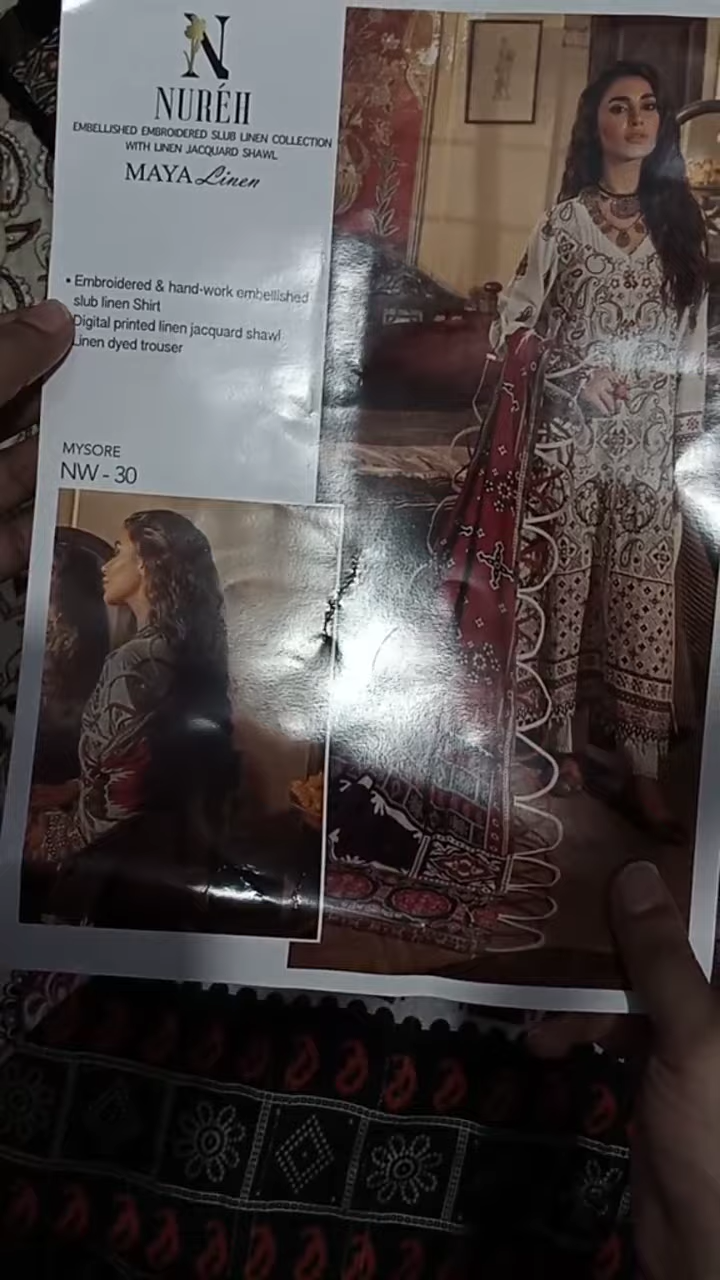 N
NURÉH
EMBELLISHED EMBROIDERED SLUB LINEN COLLECTION
WITH LINEN JACQUARD SHAWL
MAYA Linen
• Embroidered & hand-work embellished
slub linen Shirt
Digital printed linen jacquard shawl
Linen dyed trouser
MYSORE
NW - 30